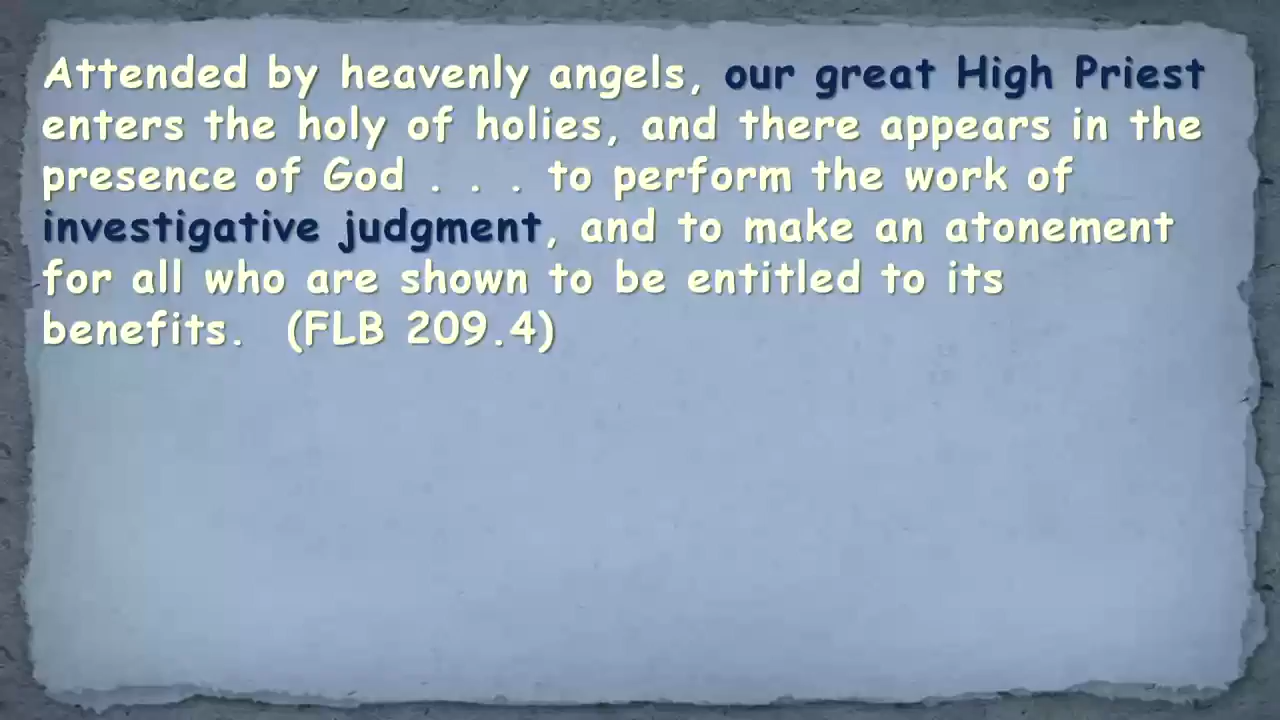 Attended by heavenly angels, our great High Priest
enters the holy of holies, and there appears in the
presence of God . . . to perform the work of
investigative judgment, and to make an atonement
for all who are shown to be entitled to its
benefits. (FLB 209.4)